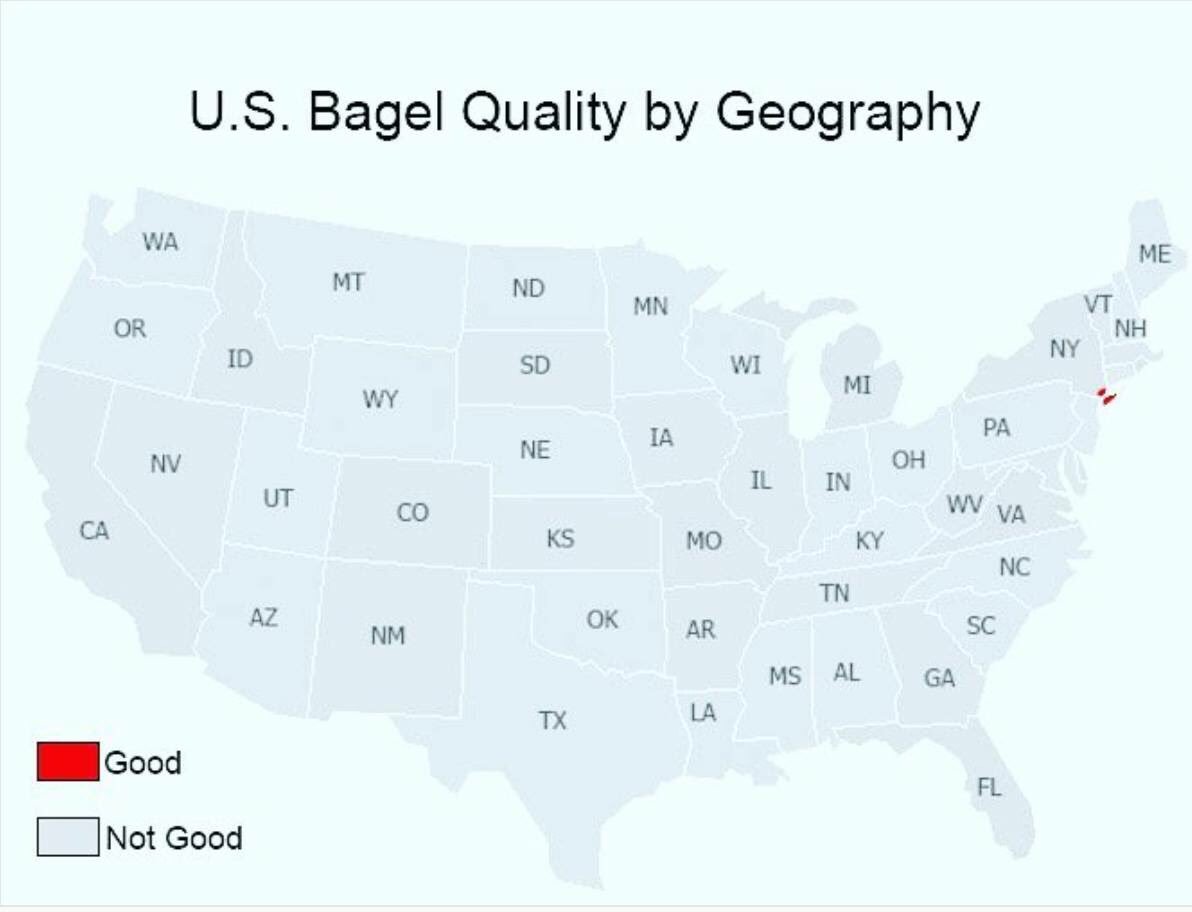 U.S. Bagel Quality by Geography
WA
MT
ND
MN
ME
VT
NH
OR
ID
SD
WI
MI
NY
WY
IA
PA
NV
NE
IL
IN
OH
UT
CO
WV
VA
CA
KS
MO
KY
NC
TN
AZ
NM
OK
AR
SC
MS
AL
GA
TX
LA
FL
Good
Not Good